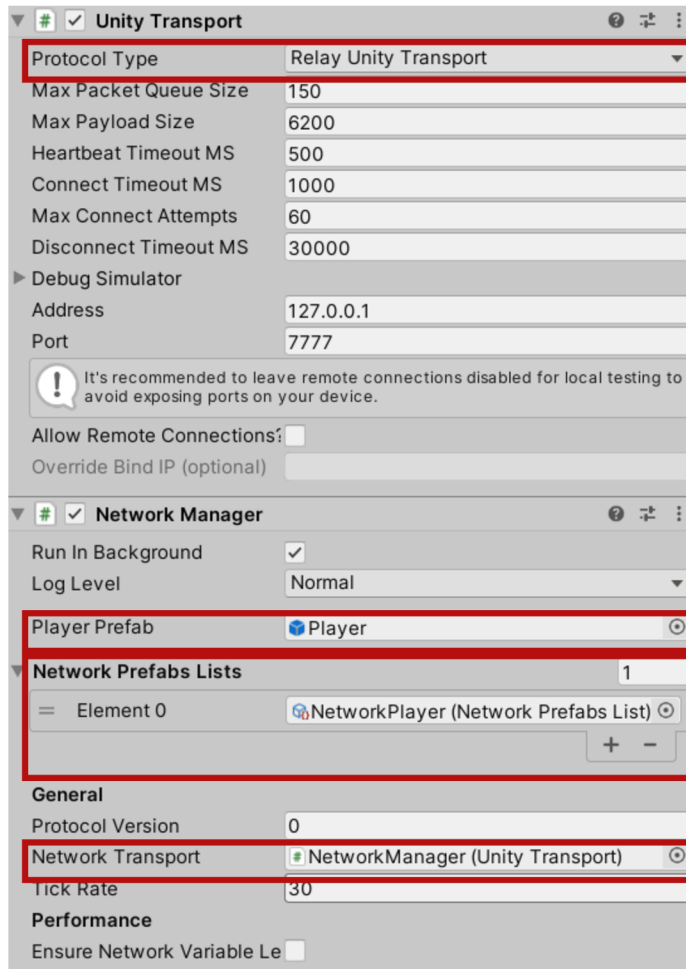 Unity Transport
Protocol Type Relay Unity Transport
Max Packet Queue Size 150
Max Payload Size 6200
Heartbeat Timeout MS 500
Connect Timeout MS 1000
Max Connect Attempts 60
Disconnect Timeout MS 30000
Debug Simulator
Address 127.0.0.1
Port 7777
It's recommended to leave remote connections disabled for local testing to
avoid exposing ports on your device.
Allow Remote Connections?
Override Bind IP (optional)
Network Manager
Run In Background
Log Level Normal
Player Prefab Player
Network Prefabs Lists 1
Element 0 NetworkPlayer (Network Prefabs List)
General
Protocol Version 0
Network Transport NetworkManager (Unity Transport)
Tick Rate 30
Performance
Ensure Network Variable Le